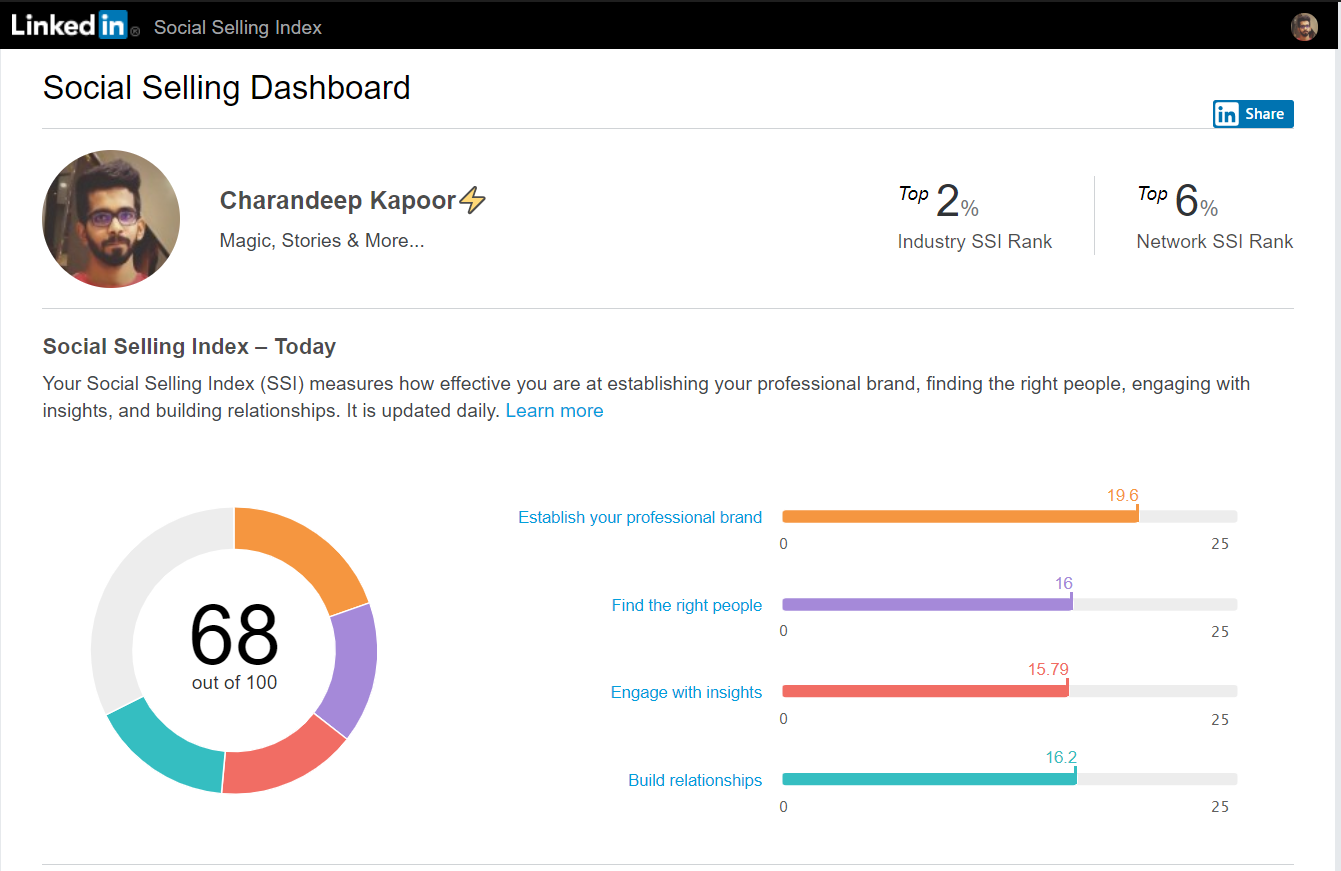 Linked in ® Social Selling Index
Social Selling Dashboard
in Share
Charandeep Kapoor⚡
Magic, Stories & More...
Top 2%
Industry SSI Rank
Top 6%
Network SSI Rank
Social Selling Index – Today
Your Social Selling Index (SSI) measures how effective you are at establishing your professional brand, finding the right people, engaging with
insights, and building relationships. It is updated daily. Learn more
68
out of 100
19.6
Establish your professional brand
0 25
16
Find the right people
0 25
15.79
Engage with insights
0 25
16.2
Build relationships
0 25